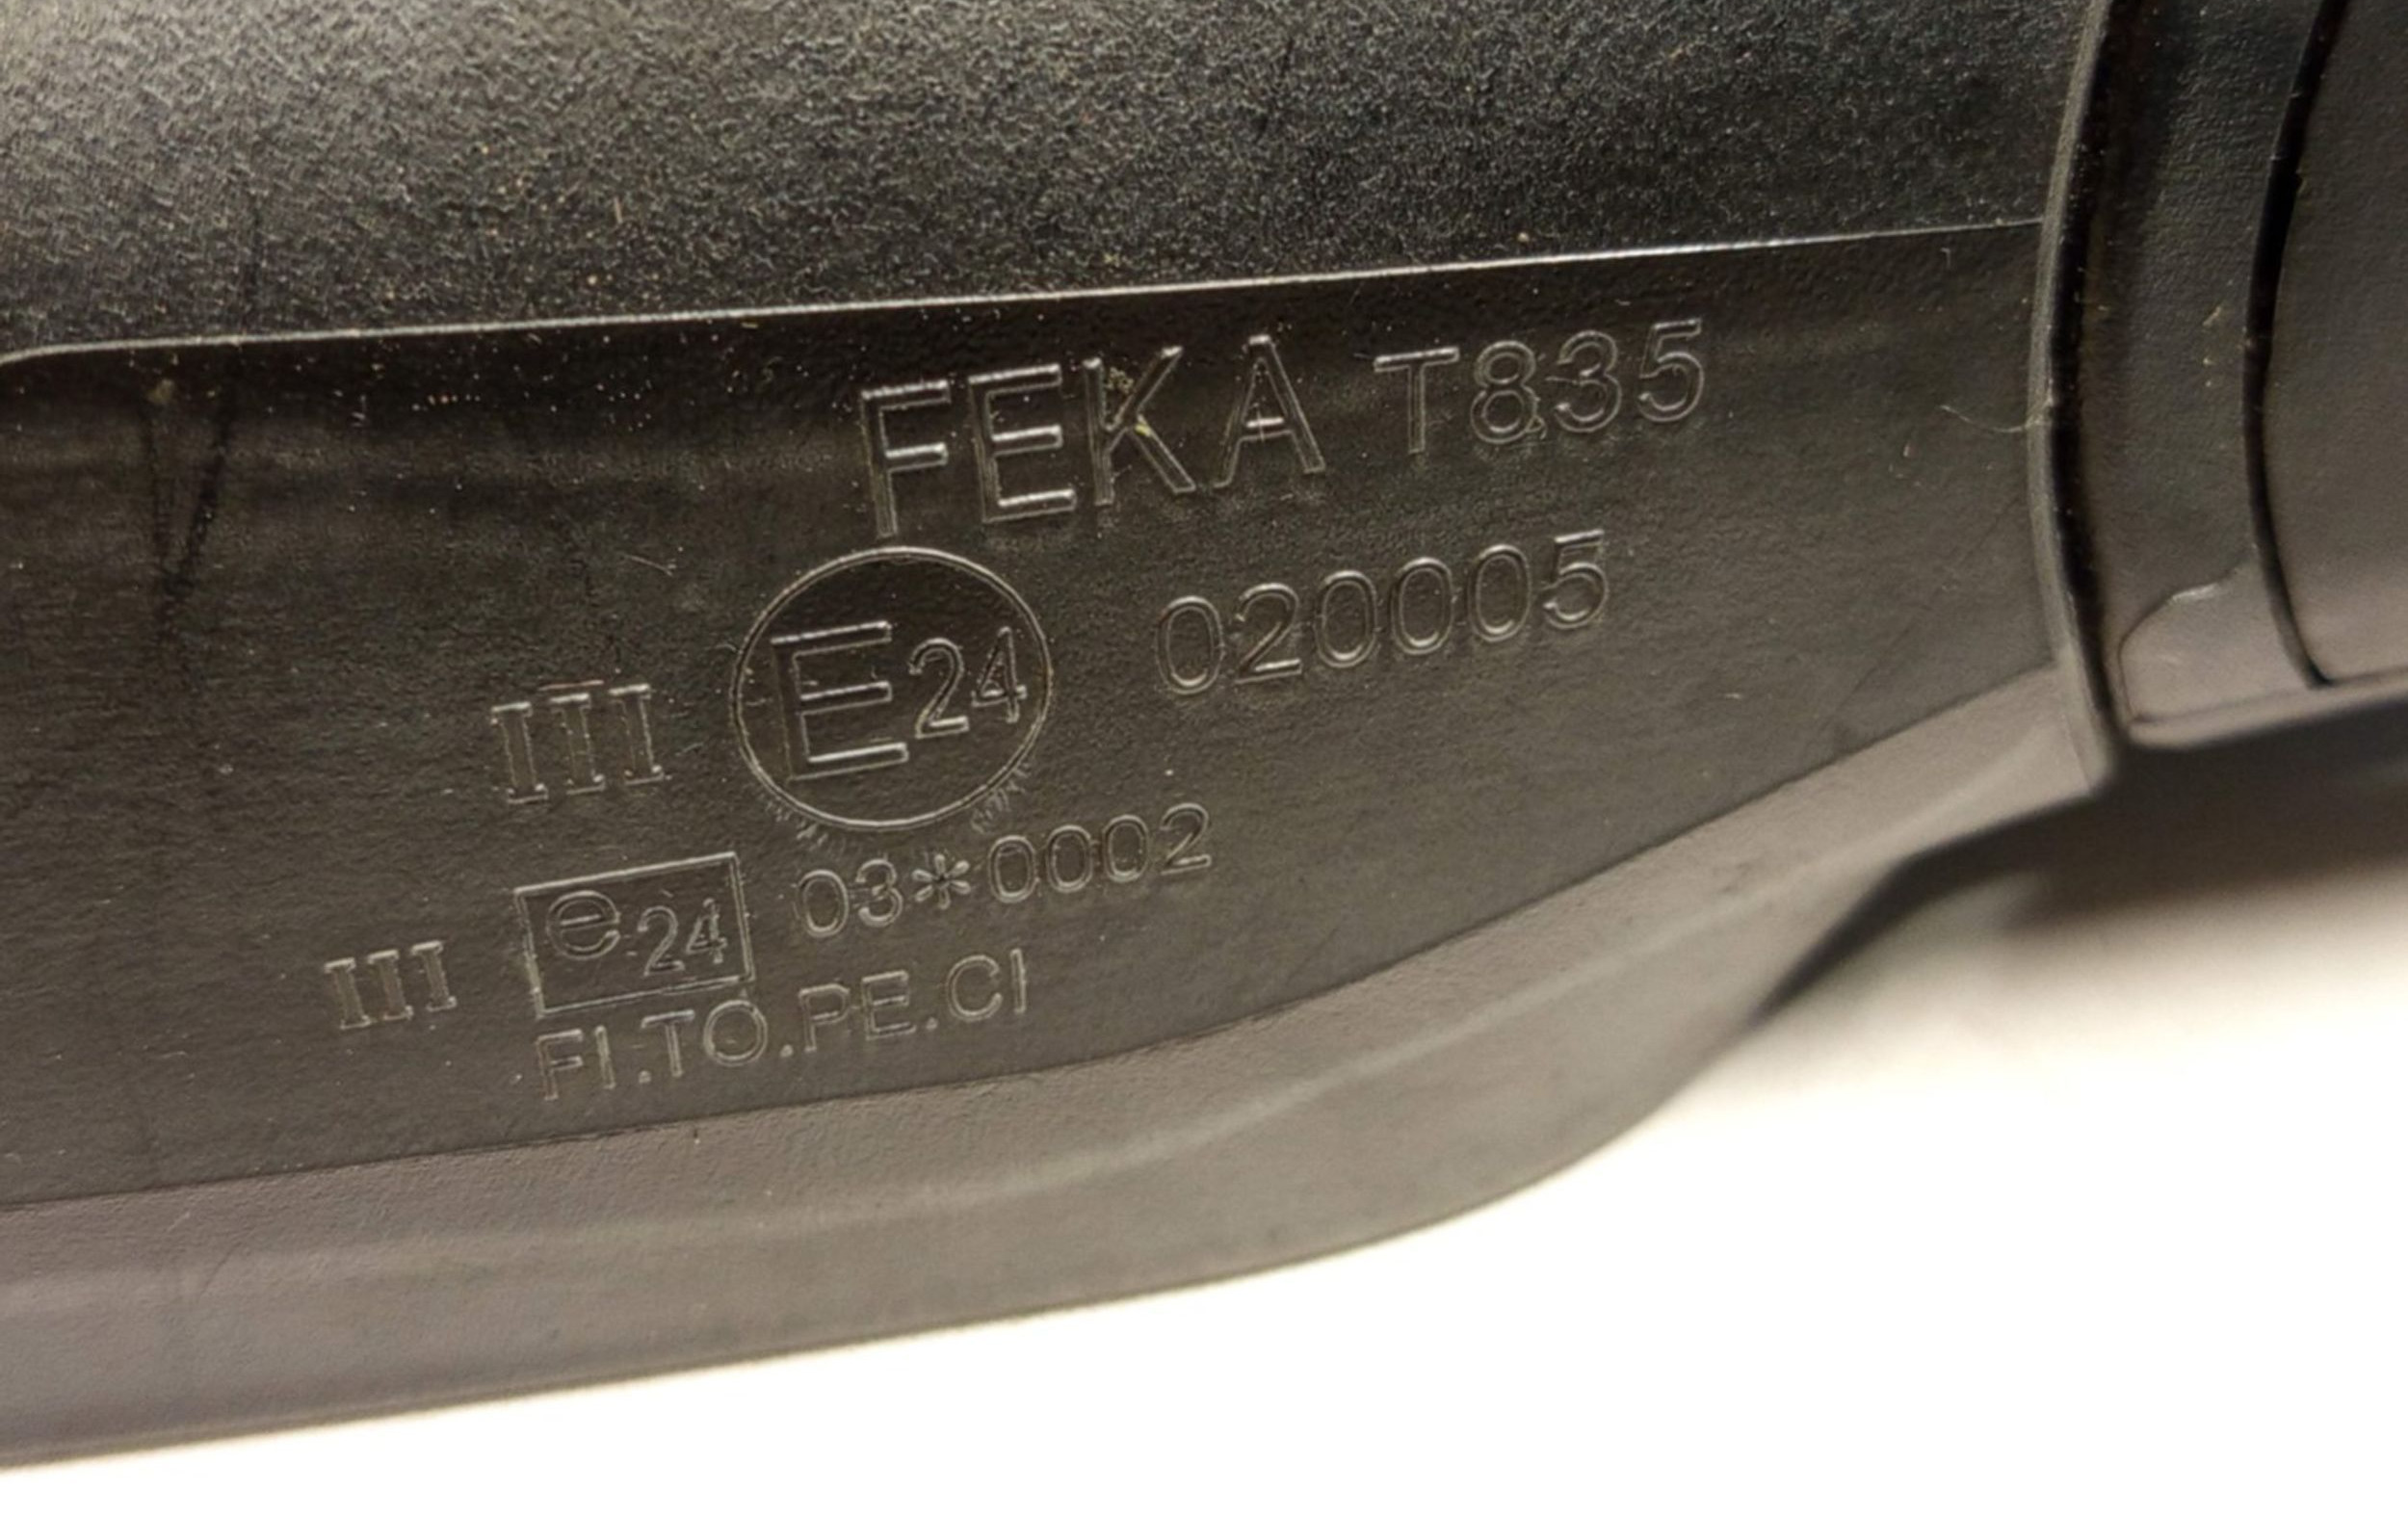 FEKA T835
III E24 020005
III e24 03*0002
FI.TO.PE.CI